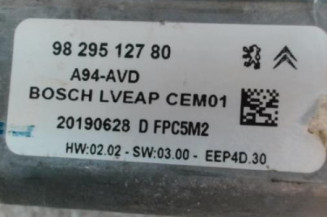 98 295 127 80
A94-AVD
BOSCH LVEAP CEM01
20190628 D FPC5M2
HW:02.02 - SW:03.00 - EEP4D.30